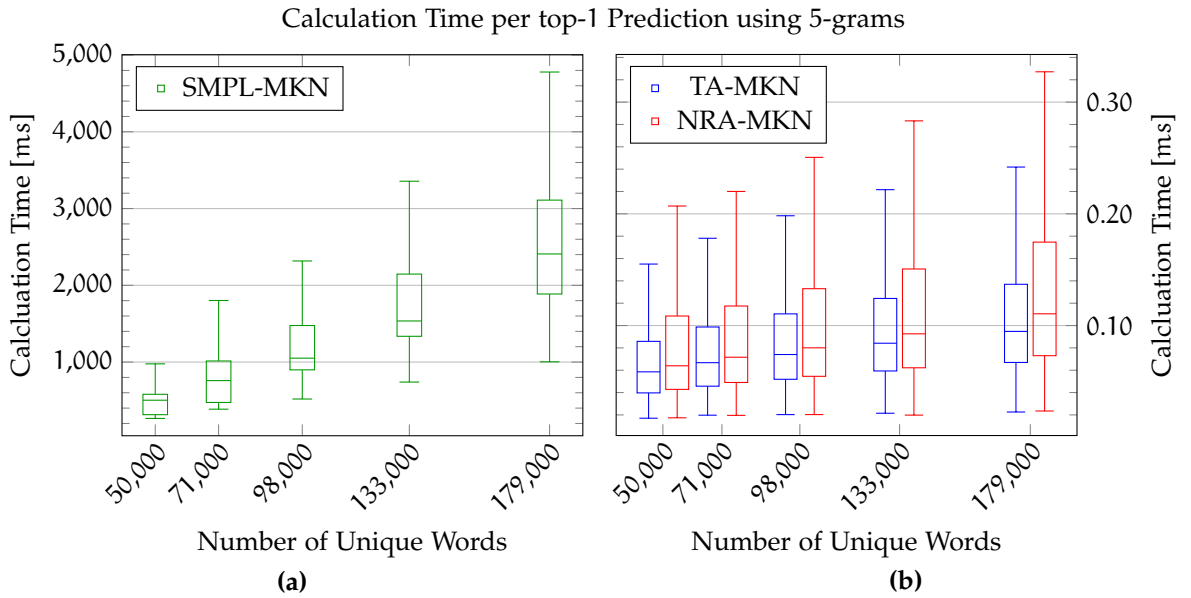 Calculation Time per top-1 Prediction using 5-grams
5,000
4,000
3,000
2,000
1,000
Calcluation Time [ms]
SMPL-MKN
50,000
71,000
98,000
133,000
179,000
Number of Unique Words
(a)
TA-MKN
NRA-MKN
0.30
0.20
0.10
Calcluation Time [ms]
50,000
71,000
98,000
133,000
179,000
Number of Unique Words
(b)